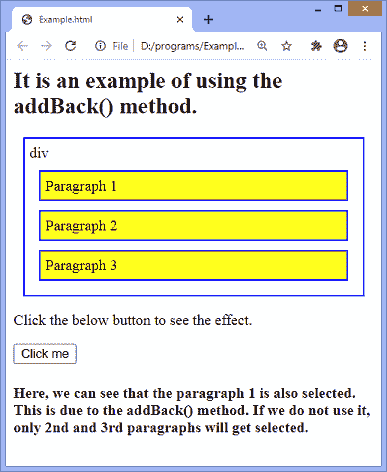 Example.html
File
D:/programs/Exampl...
It is an example of using the
addBack() method.
div
Paragraph 1
Paragraph 2
Paragraph 3
Click the below button to see the effect.
Click me
Here, we can see that the paragraph 1 is also selected.
This is due to the addBack() method. If we do not use it,
only 2nd and 3rd paragraphs will get selected.